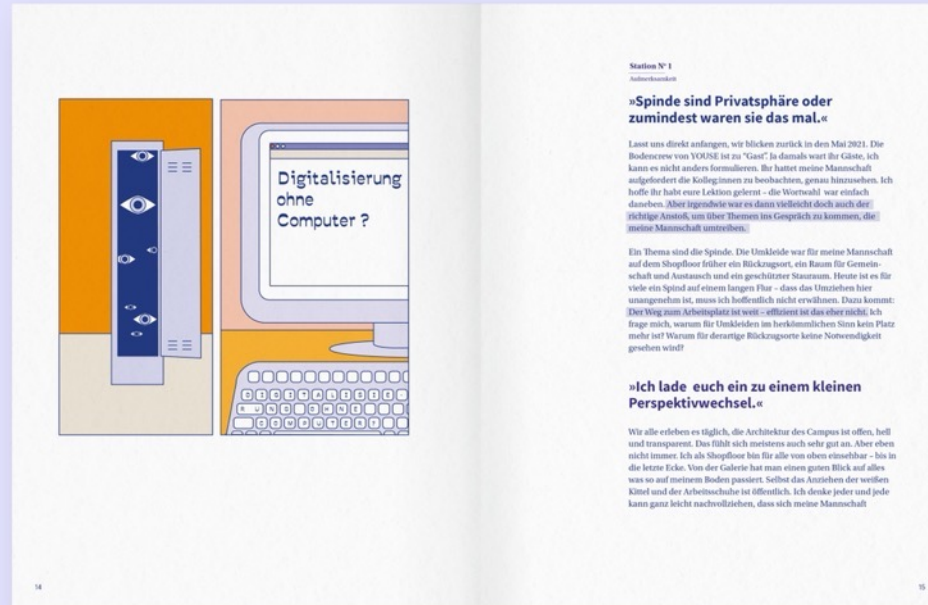 Digitalisierung
ohne
Computer ?
DIGITALISIE-
RUNG OHNE
COMPUTER?
14
Station N° 1
Aufmerksamkeit
»Spinde sind Privatsphäre oder
zumindest waren sie das mal.«
Lasst uns direkt anfangen, wir blicken zurück in den Mai 2021. Die
Bodencrew von YOUSE ist zu "Gast". Ja damals wart ihr Gäste, ich
kann es nicht anders formulieren. Ihr hattet meine Mannschaft
aufgefordert die Kolleg:innen zu beobachten, genau hinzusehen. Ich
hoffe ihr habt eure Lektion gelernt – die Wortwahl war einfach
daneben. Aber irgendwie war es dann vielleicht doch auch der
richtige Anstoß, um über Themen ins Gespräch zu kommen, die
meine Mannschaft umtreiben.
Ein Thema sind die Spinde. Die Umkleide war für meine Mannschaft
auf dem Shopfloor früher ein Rückzugsort, ein Raum für Gemein-
schaft und Austausch und ein geschützter Stauraum. Heute ist es für
viele ein Spind auf einem langen Flur – dass das Umziehen hier
unangenehm ist, muss ich hoffentlich nicht erwähnen. Dazu kommt:
Der Weg zum Arbeitsplatz ist weit – effizient ist das eher nicht. Ich
frage mich, warum für Umkleiden im herkömmlichen Sinn kein Platz
mehr ist? Warum für derartige Rückzugsorte keine Notwendigkeit
gesehen wird?
»Ich lade euch ein zu einem kleinen
Perspektivwechsel.«
Wir alle erleben es täglich, die Architektur des Campus ist offen, hell
und transparent. Das fühlt sich meistens auch sehr gut an. Aber eben
nicht immer. Ich als Shopfloor bin für alle von oben einsehbar – bis in
die letzte Ecke. Von der Galerie hat man einen guten Blick auf alles
was so auf meinem Boden passiert. Selbst das Anziehen der weißen
Kittel und der Arbeitsschuhe ist öffentlich. Ich denke jeder und jede
kann ganz leicht nachvollziehen, dass sich meine Mannschaft
15